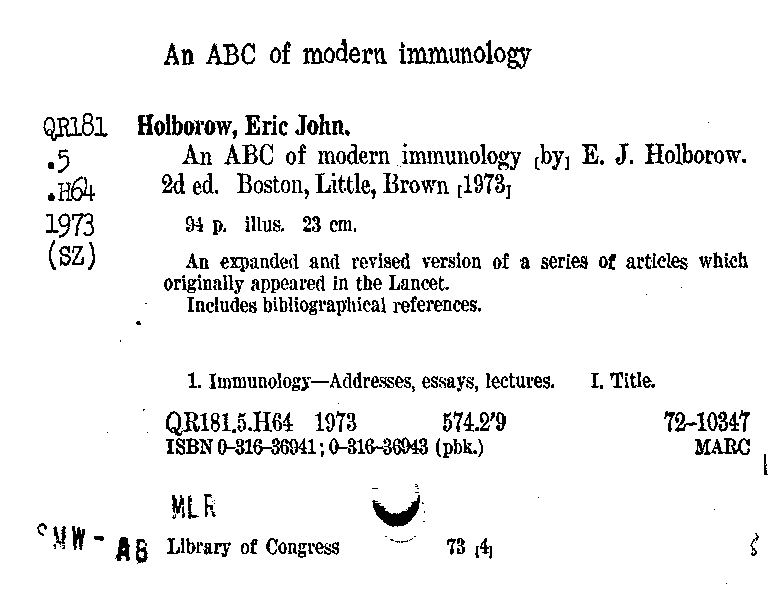 An ABC of modern immunology
QR181 Holborow, Eric John.
.5 An ABC of modern immunology [by] E. J. Holborow.
.H64 2d ed. Boston, Little, Brown [1973]
1973 94 p. illus. 23 cm.
(SZ)
An expanded and revised version of a series of articles which
originally appeared in the Lancet.
Includes bibliographical references.
1. Immunology—Addresses, essays, lectures. I. Title.
QR181.5.H64 1973 574.2'9 72-10347
ISBN 0-316-36941; 0-316-36943 (pbk.) MARC
MLR
MW - AB Library of Congress 73 [4]